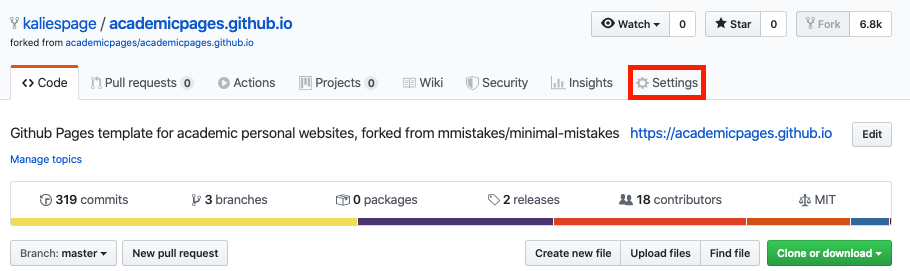 kaliespage / academicpages.github.io Watch 0 Star 0 Fork 6.8k
forked from academicpages/academicpages.github.io
Code Pull requests 0 Actions Projects 0 Wiki Security Insights Settings
Github Pages template for academic personal websites, forked from mmistakes/minimal-mistakes https://academicpages.github.io Edit
Manage topics
319 commits 3 branches 0 packages 2 releases 18 contributors MIT
Branch: master New pull request Create new file Upload files Find file Clone or download